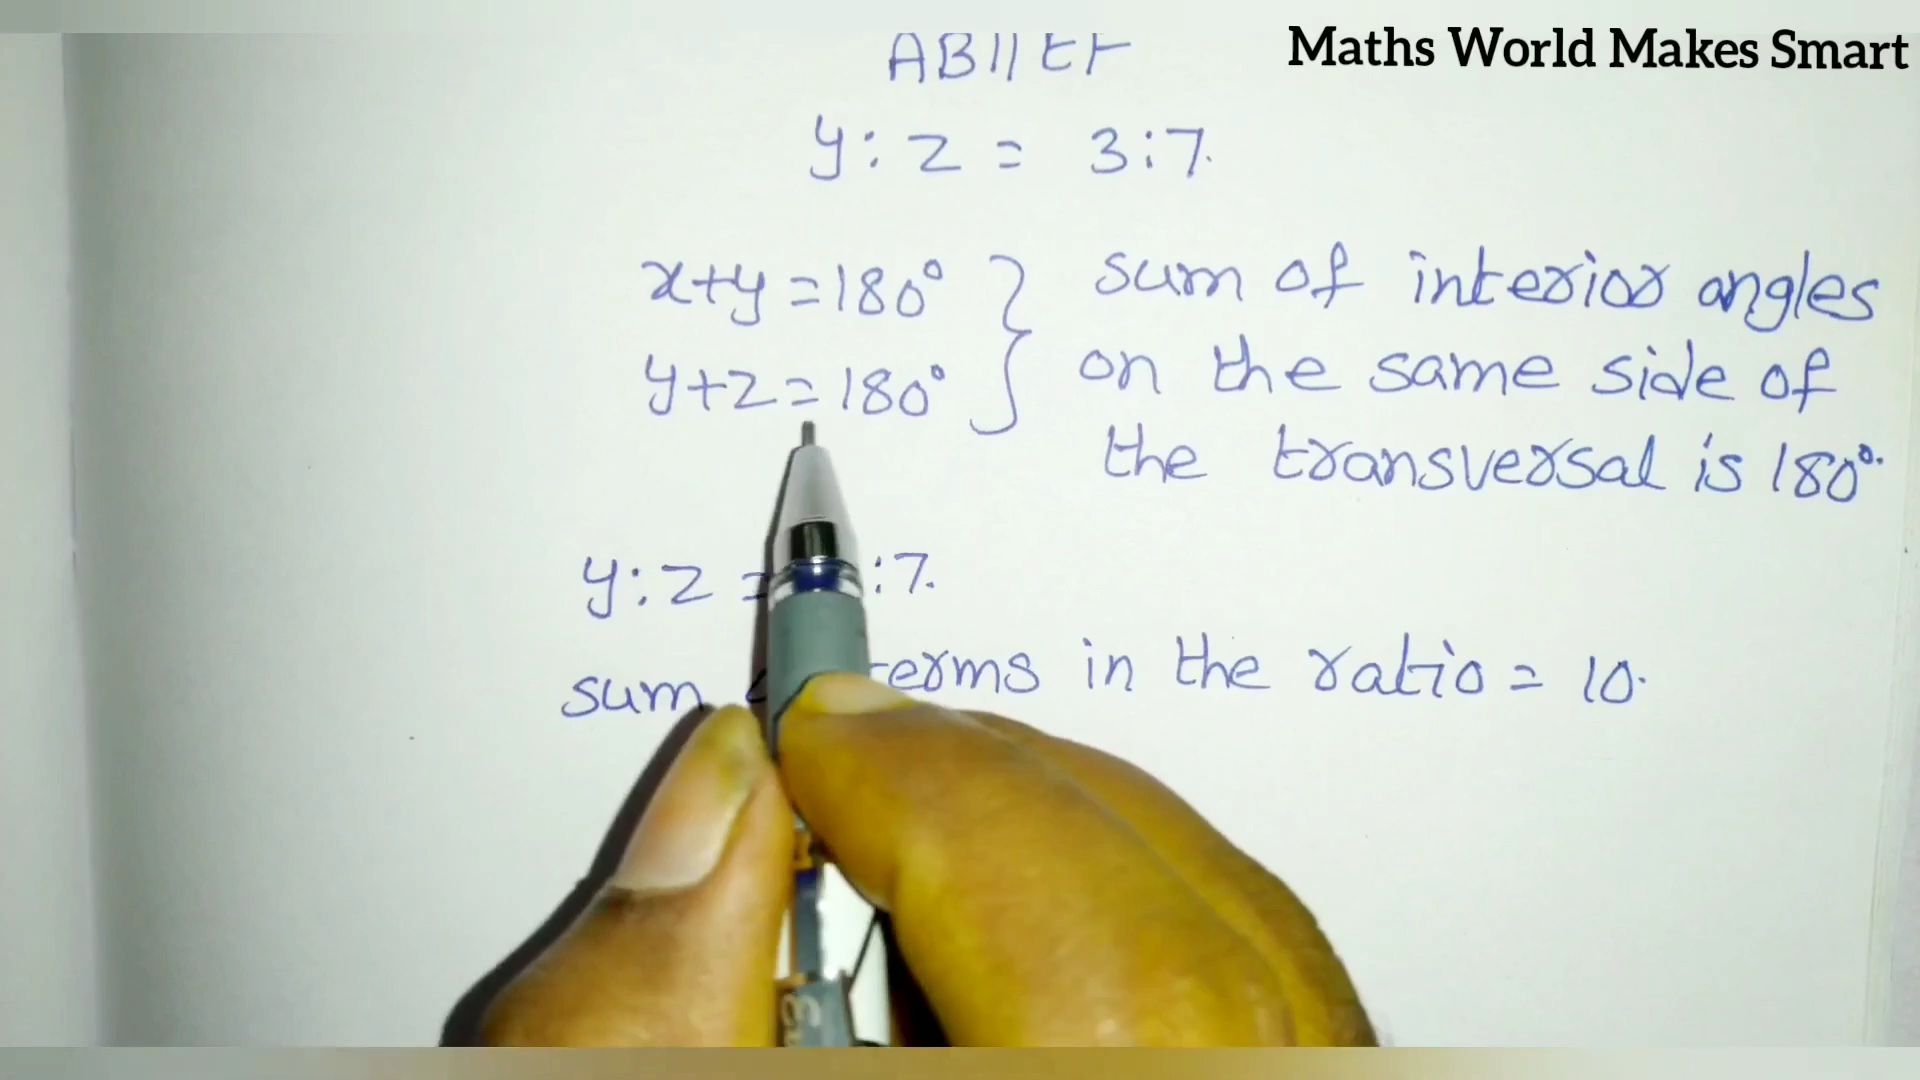 Maths World Makes Smart
AB||EF
y:z = 3:7.
x+y=180° } sum of interior angles
y+z=180° on the same side of
the transversal is 180°.
y:z = :7.
sum terms in the ratio = 10.